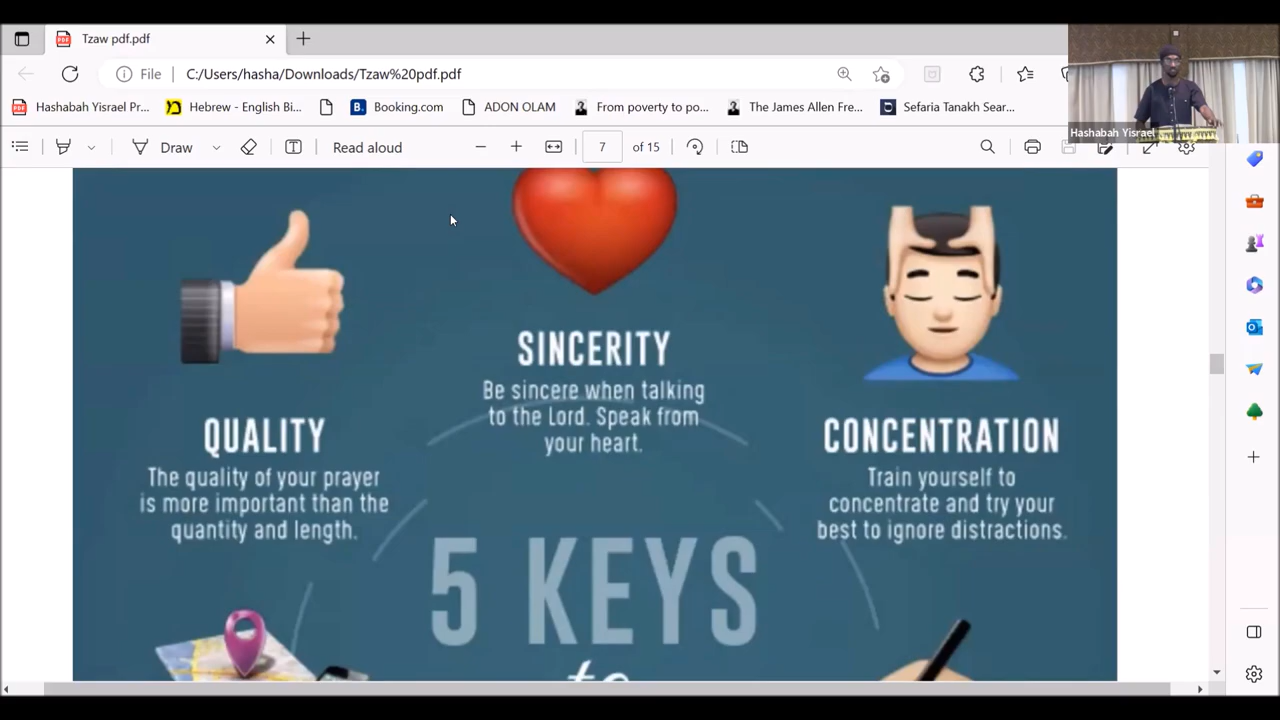 Tzaw pdf.pdf
File
C:/Users/hasha/Downloads/Tzaw%20pdf.pdf
Hashabah Yisrael Pr...
Hebrew - English Bi...
Booking.com
ADON OLAM
From poverty to po...
The James Allen Fre...
Sefaria Tanakh Sear...
Hashabah Yisrael
Draw
Read aloud
7
of 15
SINCERITY
Be sincere when talking
to the Lord. Speak from
your heart.
QUALITY
The quality of your prayer
is more important than the
quantity and length.
CONCENTRATION
Train yourself to
concentrate and try your
best to ignore distractions.
5 KEYS
to